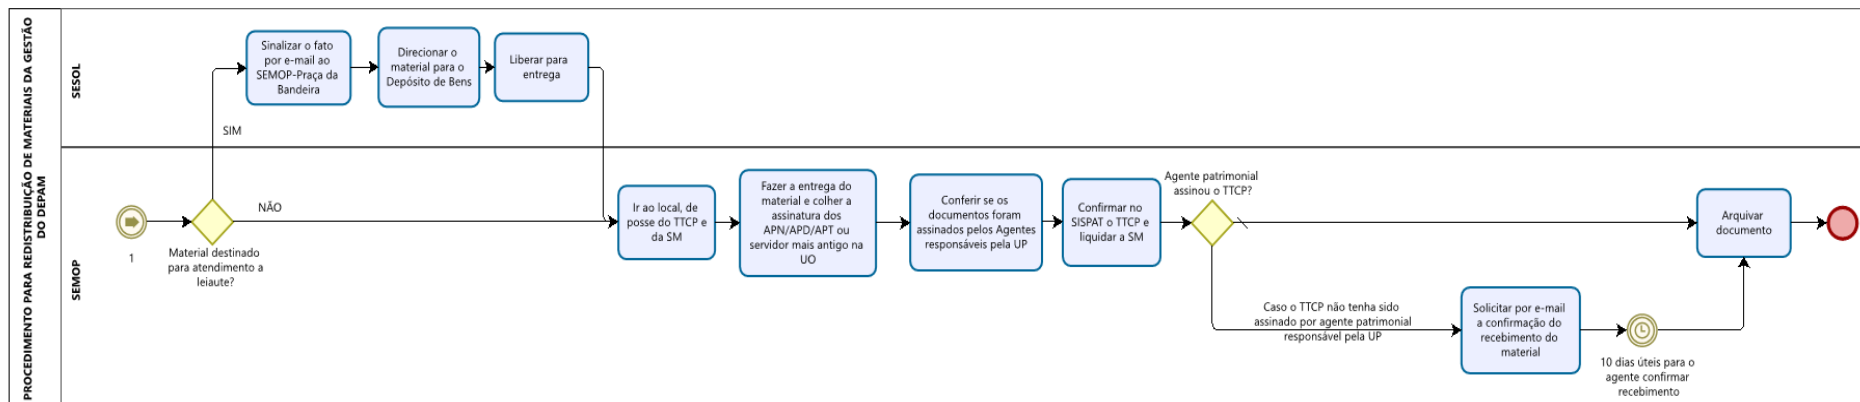 PROCEDIMENTO PARA REDISTRIBUIÇÃO DE MATERIAIS DA GESTÃO
DO DEPAM
SESOL
Sinalizar o fato
por e-mail ao
SEMOP-Praça da
Bandeira
Direcionar o
material para o
Depósito de Bens
Liberar para
entrega
SIM
SEMOP
1
Material destinado
para atendimento a
leiaute?
NÃO
Ir ao local, de
posse do TTCP e
da SM
Fazer a entrega do
material e colher a
assinatura dos
APN/APD/APT ou
servidor mais antigo na
UO
Conferir se os
documentos foram
assinados pelos Agentes
responsáveis pela UP
Confirmar no
SISPAT o TTCP e
liquidar a SM
Agente patrimonial
assinou o TTCP?
Arquivar
documento
Caso o TTCP não tenha sido
assinado por agente patrimonial
responsável pela UP
Solicitar por e-mail
a confirmação do
recebimento do
material
10 dias úteis para o
agente confirmar
recebimento